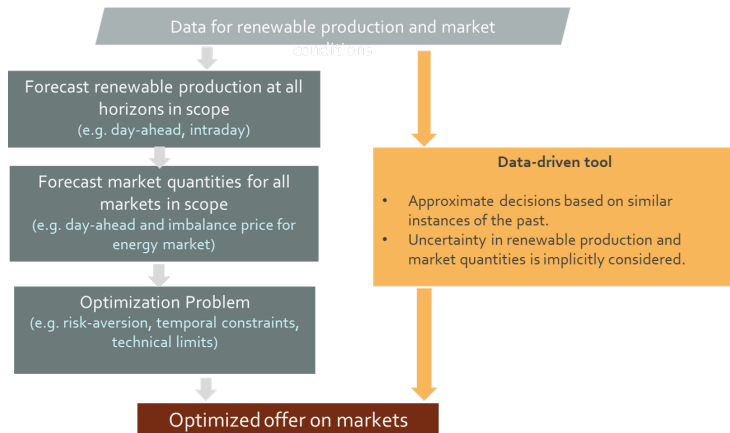 Data for renewable production and market
conditions
Forecast renewable production at all
horizons in scope
(e.g. day-ahead, intraday)
Forecast market quantities for all
markets in scope
(e.g. day-ahead and imbalance price for
energy market)
Optimization Problem
(e.g. risk-aversion, temporal constraints,
technical limits)
Data-driven tool
• Approximate decisions based on similar
instances of the past.
• Uncertainty in renewable production and
market quantities is implicitly considered.
Optimized offer on markets